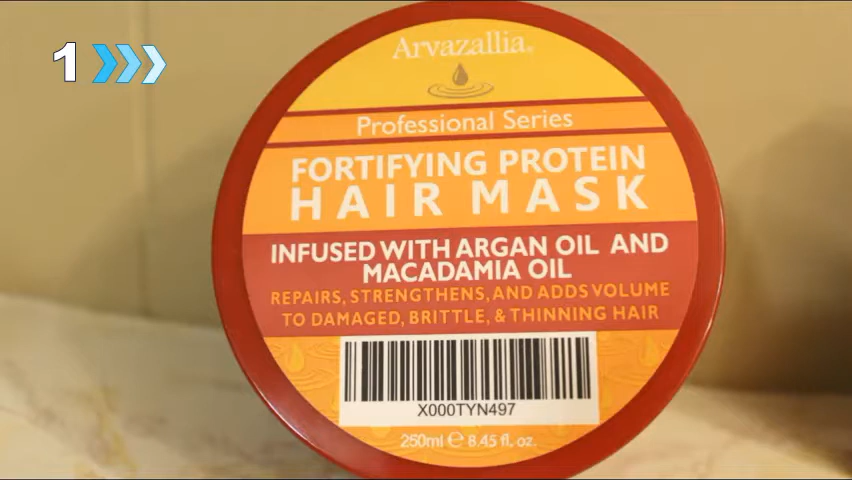 1
Arvazallia®
Professional Series
FORTIFYING PROTEIN
HAIR MASK
INFUSED WITH ARGAN OIL AND
MACADAMIA OIL
REPAIRS, STRENGTHENS, AND ADDS VOLUME
TO DAMAGED, BRITTLE, & THINNING HAIR
X000TYN497
250ml ℮ 8.45 fl. oz.